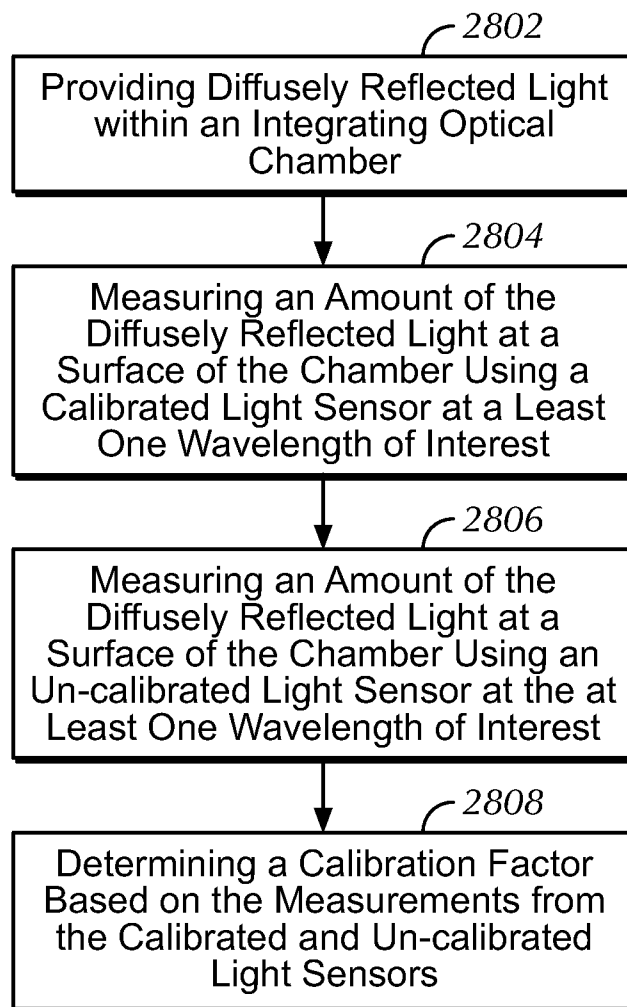 2802
Providing Diffusely Reflected Light
within an Integrating Optical
Chamber
2804
Measuring an Amount of the
Diffusely Reflected Light at a
Surface of the Chamber Using a
Calibrated Light Sensor at a Least
One Wavelength of Interest
2806
Measuring an Amount of the
Diffusely Reflected Light at a
Surface of the Chamber Using an
Un-calibrated Light Sensor at the at
Least One Wavelength of Interest
2808
Determining a Calibration Factor
Based on the Measurements from
the Calibrated and Un-calibrated
Light Sensors